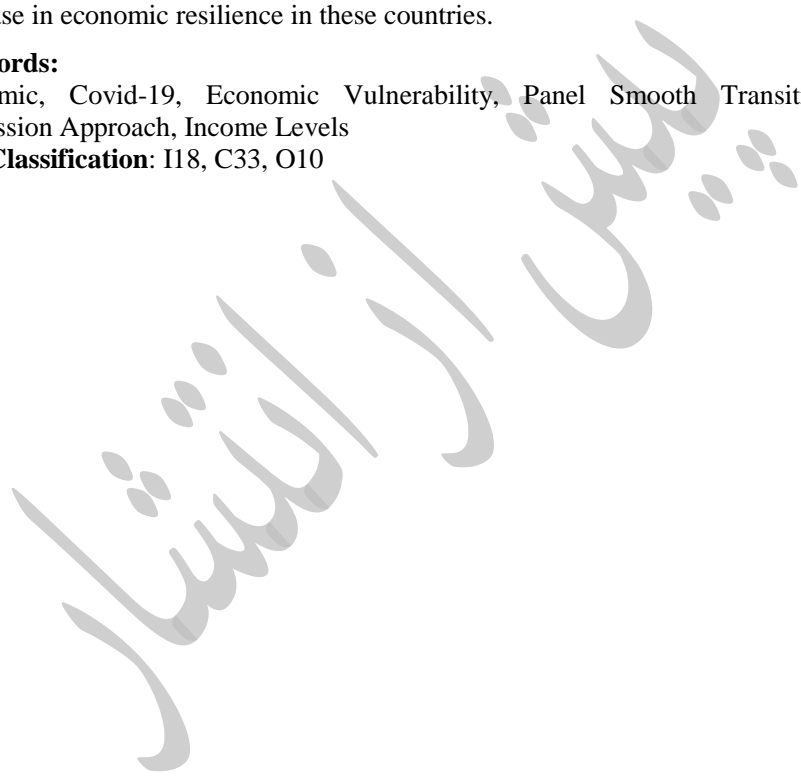 se in economic resilience in these countries.
ords:
mic, Covid-19, Economic Vulnerability, Panel Smooth Transit
ssion Approach, Income Levels
Classification: I18, C33, O10
پیش از انتشار